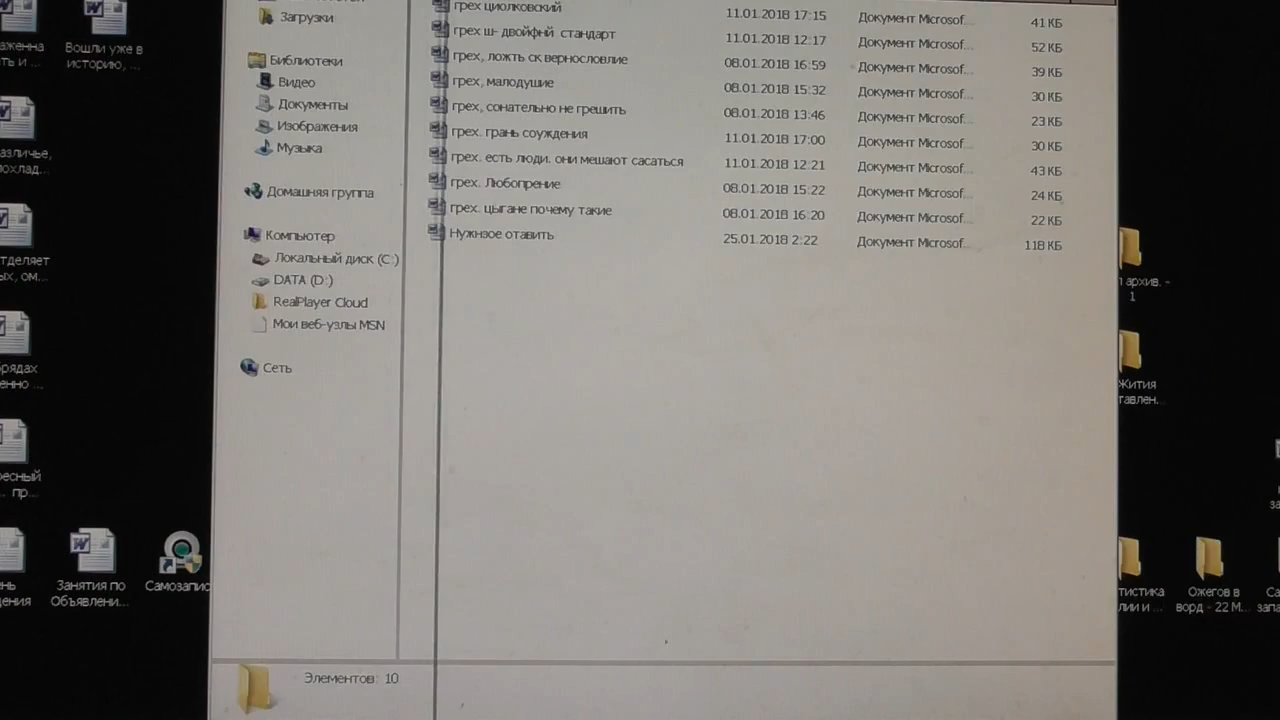 Вошли уже в
историю, ...
Загрузки
Библиотеки
Видео
Документы
Изображения
Музыка
Домашняя группа
Компьютер
Локальный диск (C:)
DATA (D:)
RealPlayer Cloud
Мои веб-узлы MSN
Сеть
грех циолковский 11.01.2018 17:15 Документ Microsof... 41 КБ
грех ш- двойфнй стандарт 11.01.2018 12:17 Документ Microsof... 52 КБ
грех, ложть ск вернословлие 08.01.2018 16:59 Документ Microsof... 39 КБ
грех, малодушие 08.01.2018 15:32 Документ Microsof... 30 КБ
грех, сонательно не грешить 08.01.2018 13:46 Документ Microsof... 23 КБ
грех. грань соуждения 11.01.2018 17:00 Документ Microsof... 30 КБ
грех. есть люди. они мешают сасаться 11.01.2018 12:21 Документ Microsof... 43 КБ
грех. Любопрение 08.01.2018 15:22 Документ Microsof... 24 КБ
грех. цыгане почему такие 08.01.2018 16:20 Документ Microsof... 22 КБ
Нужнзое отавить 25.01.2018 2:22 Документ Microsof... 118 КБ
Занятия по
Объявлени...
Самозапис
архив. -
1
Жития
тавлен...
тистика
лии и ...
Ожегов в
ворд - 22 М...
Элементов: 10